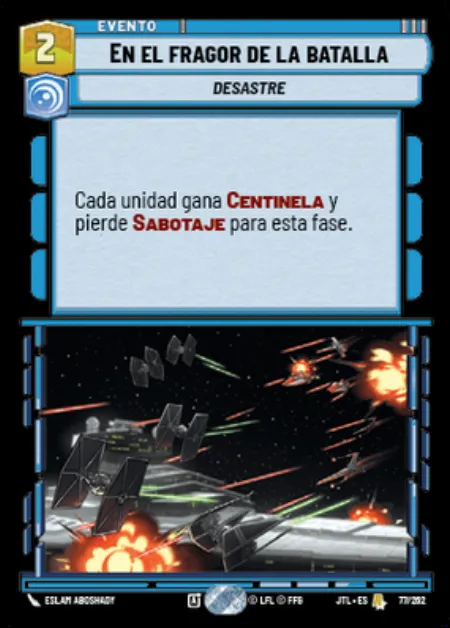 EVENTO
2
EN EL FRAGOR DE LA BATALLA
DESASTRE
Cada unidad gana CENTINELA y
pierde SABOTAJE para esta fase.
ESLAM ABOSHADY
A
© LFL © FFG
JTL • ES
77/262